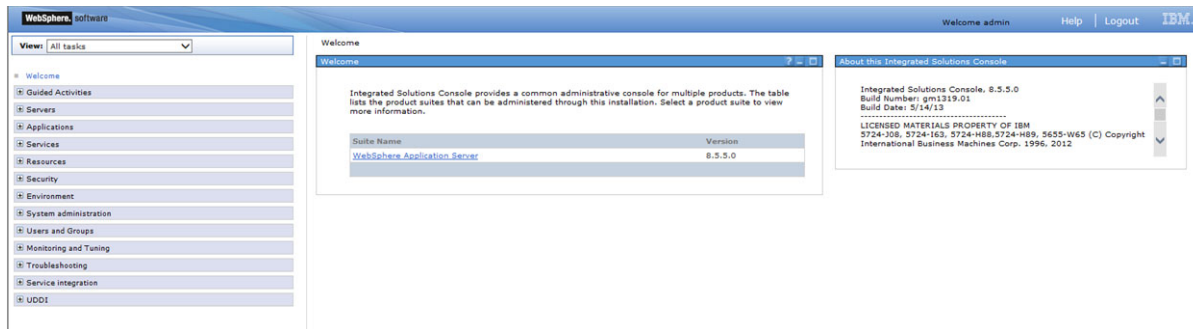 WebSphere. software
Welcome admin
Help | Logout
IBM.
View: All tasks
Welcome
Guided Activities
Servers
Applications
Services
Resources
Security
Environment
System administration
Users and Groups
Monitoring and Tuning
Troubleshooting
Service integration
UDDI
Welcome
Welcome
? _
Integrated Solutions Console provides a common administrative console for multiple products. The table
lists the product suites that can be administered through this installation. Select a product suite to view
more information.
Suite Name Version
WebSphere Application Server 8.5.5.0
About this Integrated Solutions Console
Integrated Solutions Console, 8.5.5.0
Build Number: gm1319.01
Build Date: 5/14/13
----------------------------------------
LICENSED MATERIALS PROPERTY OF IBM
5724-J08, 5724-I63, 5724-H88,5724-H89, 5655-W65 (C) Copyright
International Business Machines Corp. 1996, 2012